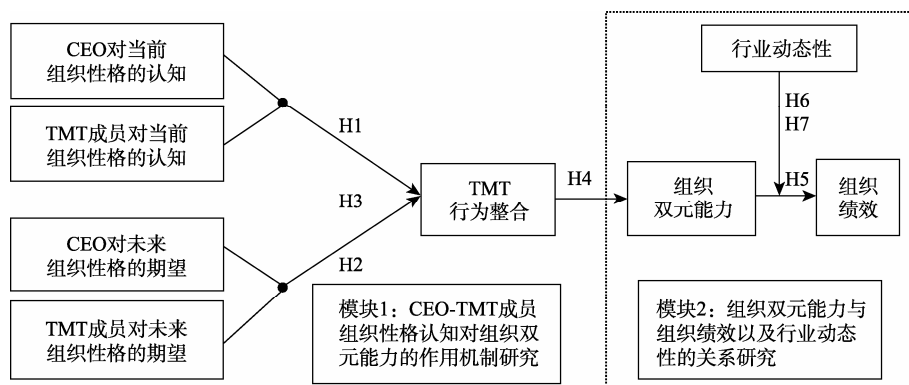 CEO对当前
组织性格的认知
TMT成员对当前
组织性格的认知
CEO对未来
组织性格的期望
TMT成员对未来
组织性格的期望
H1
H3
H2
TMT
行为整合
H4
模块1：CEO-TMT成员
组织性格认知对组织双
元能力的作用机制研究
行业动态性
H6
H7
组织
双元能力
H5
组织
绩效
模块2：组织双元能力与
组织绩效以及行业动态
性的关系研究